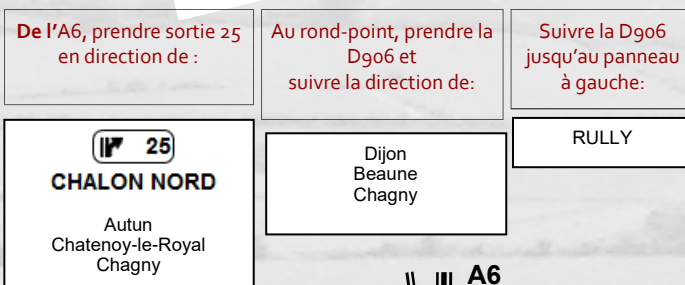 De l'A6, prendre sortie 25
en direction de :
25
CHALON NORD
Autun
Chatenoy-le-Royal
Chagny
Au rond-point, prendre la
D906 et
suivre la direction de:
Dijon
Beaune
Chagny
Suivre la D906
jusqu'au panneau
à gauche:
RULLY
A6